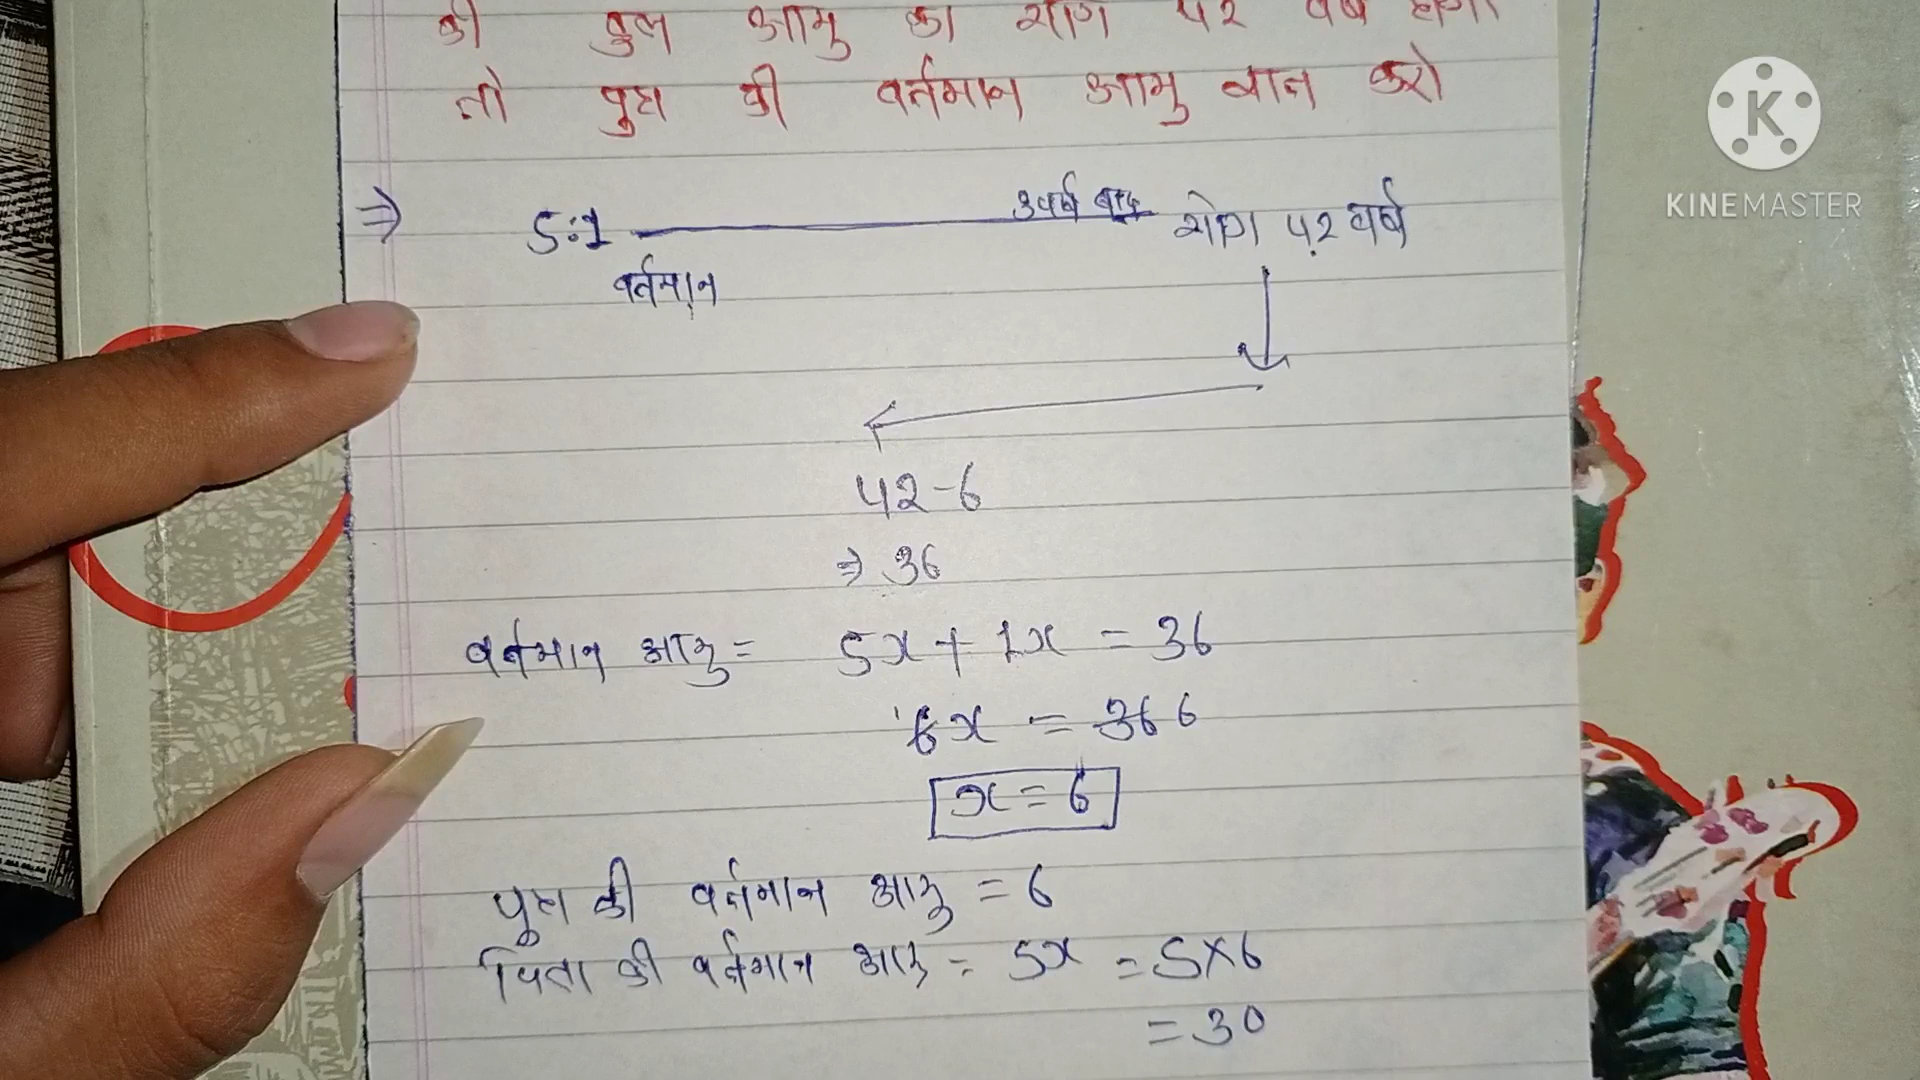 की कुल आयु का योग 42 वर्ष होगा
तो पुत्र की वर्तमान आयु ज्ञात करो
⇒ 5:1 3 वर्ष बाद योग 42 वर्ष
वर्तमान
42-6
⇒ 36
वर्तमान आयु = 5x + 1x = 36
6x = 36 6
x = 6
पुत्र की वर्तमान आयु = 6
पिता की वर्तमान आयु = 5x = 5×6
= 30
K
KINEMASTER